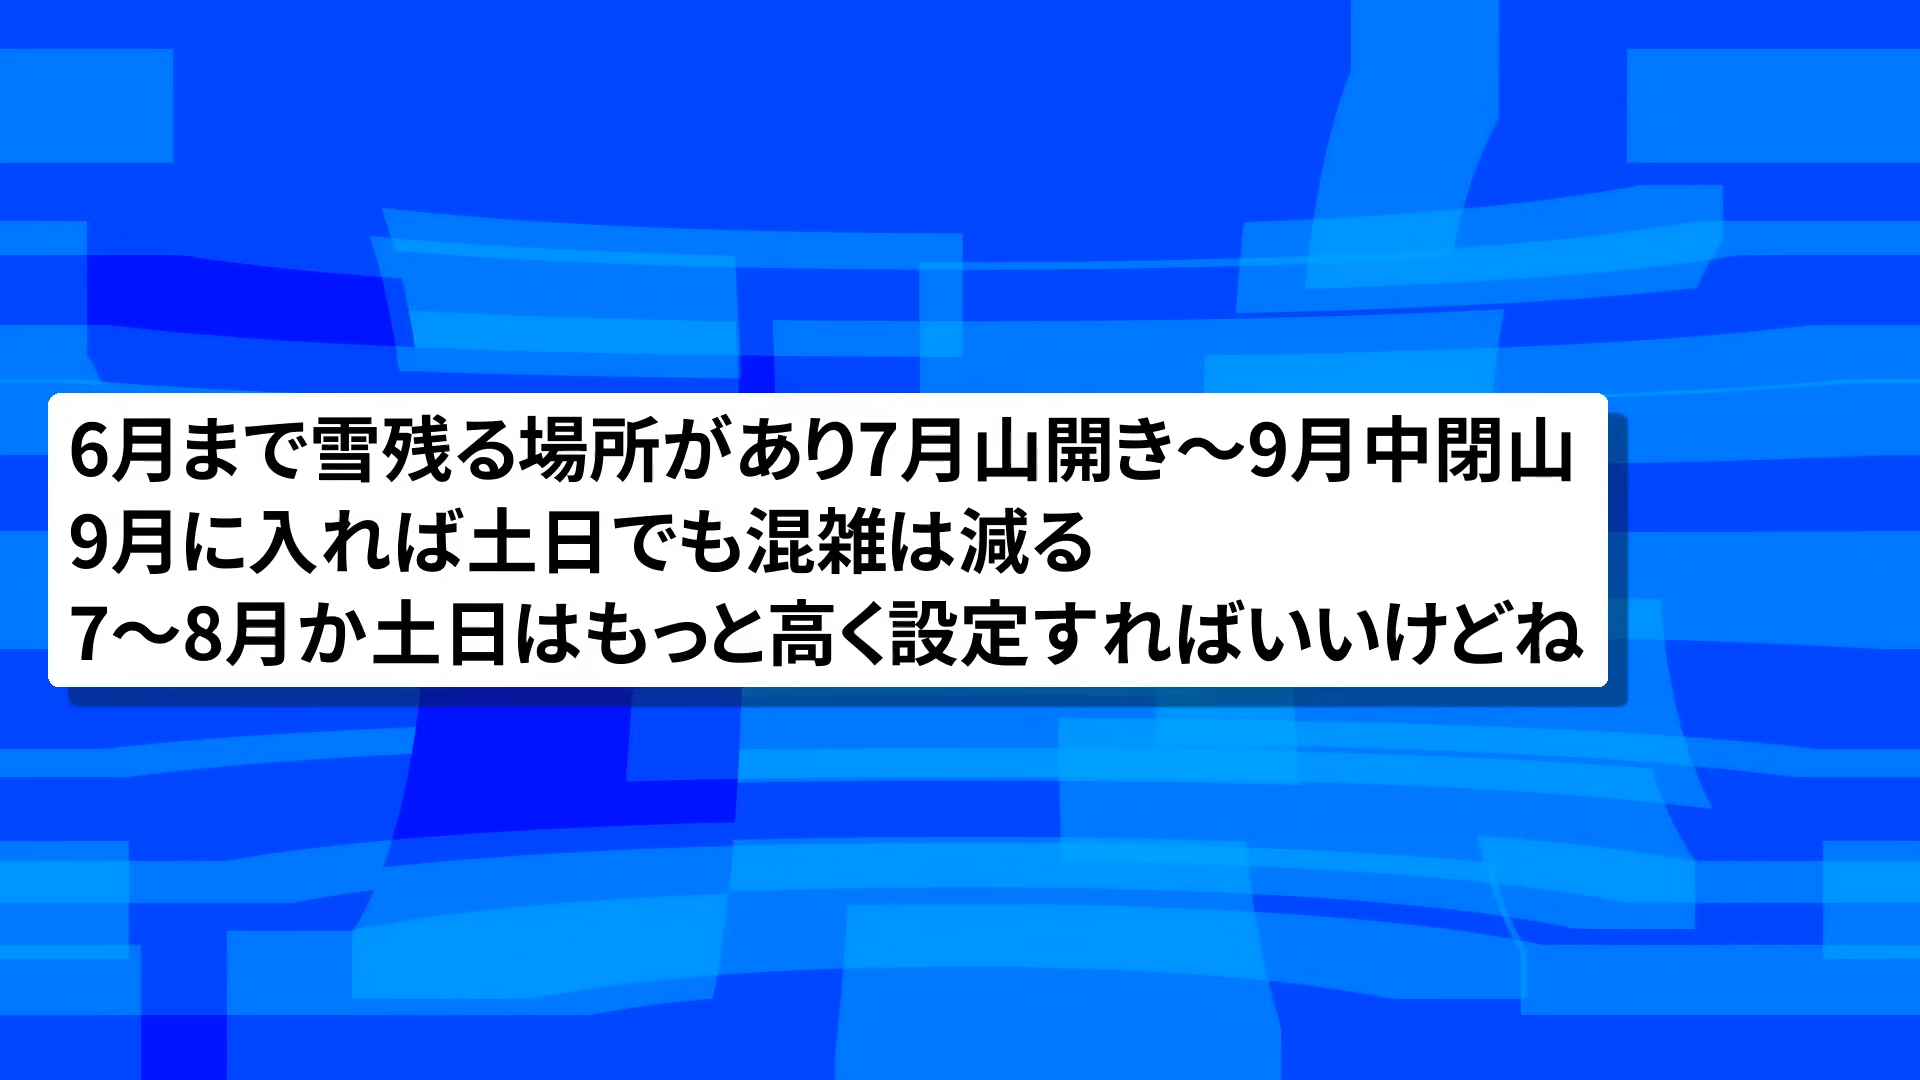 6月まで雪残る場所があり7月山開き～9月中閉山
9月に入れば土日でも混雑は減る
7～8月か土日はもっと高く設定すればいいけどね